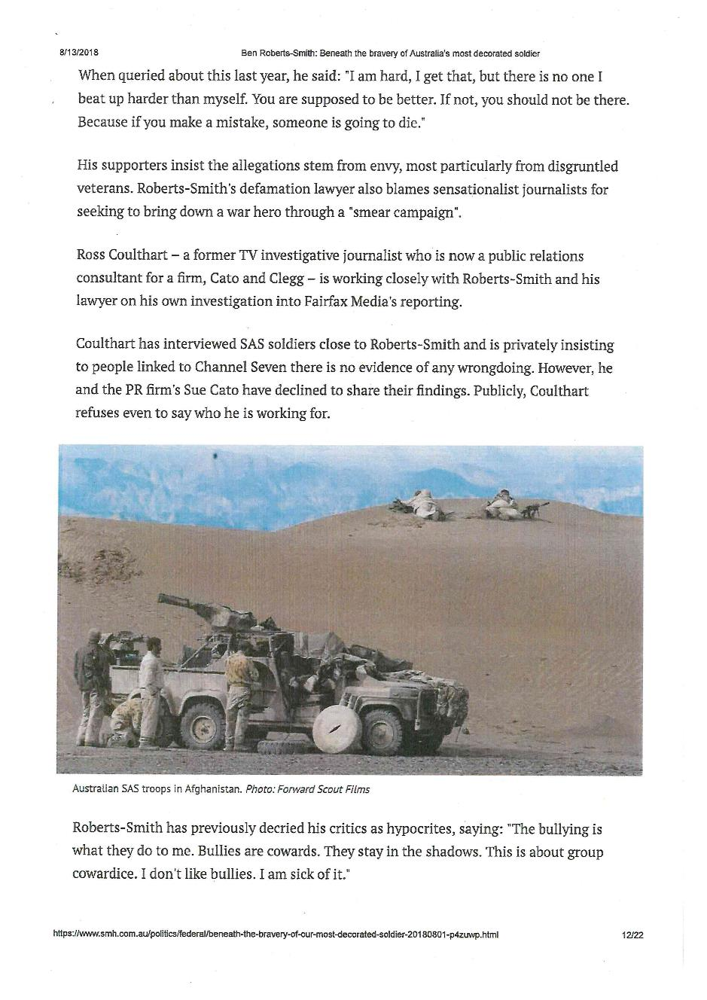 8/13/2018 Ben Roberts-Smith: Beneath the bravery of Australia's most decorated soldier
When queried about this last year, he said: "I am hard, I get that, but there is no one I
beat up harder than myself. You are supposed to be better. If not, you should not be there.
Because if you make a mistake, someone is going to die."
His supporters insist the allegations stem from envy, most particularly from disgruntled
veterans. Roberts-Smith's defamation lawyer also blames sensationalist journalists for
seeking to bring down a war hero through a "smear campaign".
Ross Coulthart – a former TV investigative journalist who is now a public relations
consultant for a firm, Cato and Clegg – is working closely with Roberts-Smith and his
lawyer on his own investigation into Fairfax Media's reporting.
Coulthart has interviewed SAS soldiers close to Roberts-Smith and is privately insisting
to people linked to Channel Seven there is no evidence of any wrongdoing. However, he
and the PR firm's Sue Cato have declined to share their findings. Publicly, Coulthart
refuses even to say who he is working for.
Australian SAS troops in Afghanistan. Photo: Forward Scout Films
Roberts-Smith has previously decried his critics as hypocrites, saying: "The bullying is
what they do to me. Bullies are cowards. They stay in the shadows. This is about group
cowardice. I don't like bullies. I am sick of it."
https://www.smh.com.au/politics/federal/beneath-the-bravery-of-our-most-decorated-soldier-20180801-p4zuwp.html 12/22